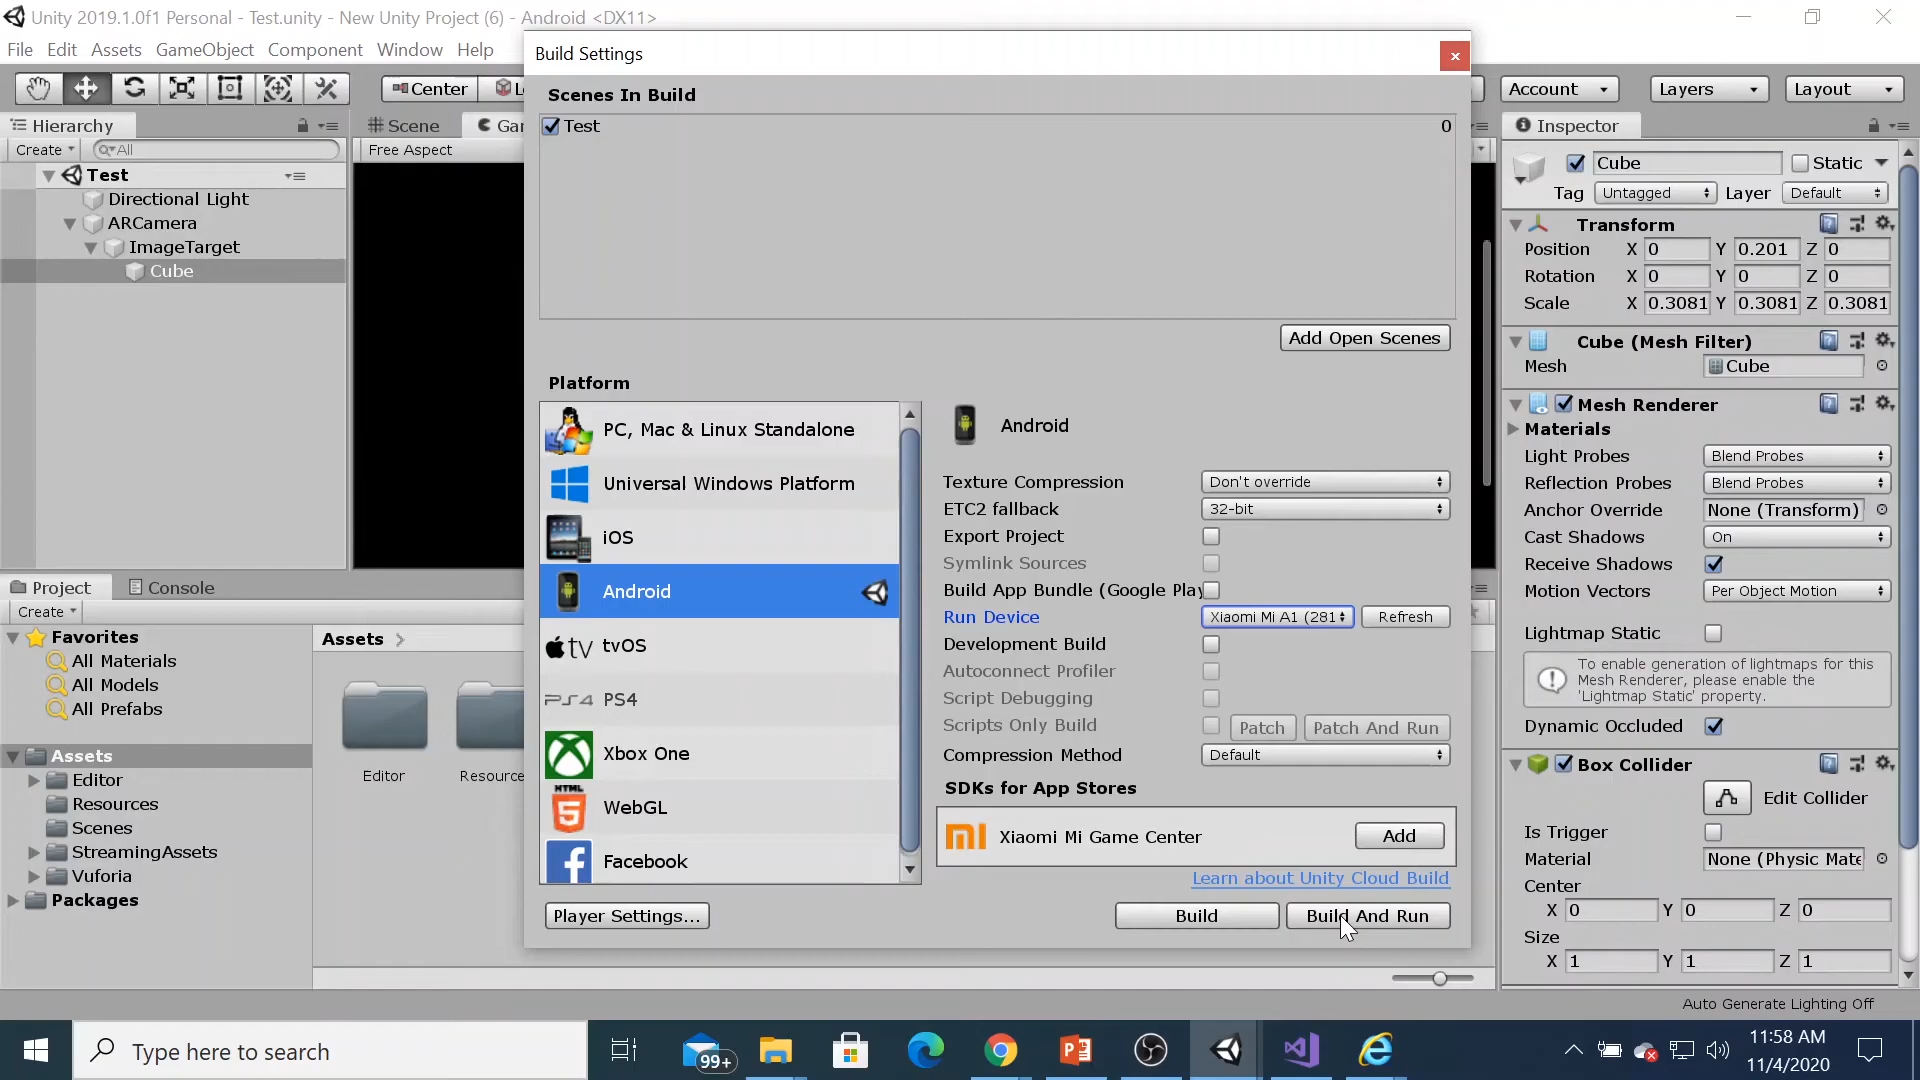 Unity 2019.1.0f1 Personal - Test.unity - New Unity Project (6) - Android <DX11>
File Edit Assets GameObject Component Window Help
Center
Account
Layers
Layout
Hierarchy
Create
All
Test
Directional Light
ARCamera
ImageTarget
Cube
Scene
Free Aspect
Build Settings
Scenes In Build
Test 0
Add Open Scenes
Platform
PC, Mac & Linux Standalone
Universal Windows Platform
iOS
Android
tvOS
PS4
Xbox One
HTML
5
WebGL
Facebook
Android
Texture Compression Don't override
ETC2 fallback 32-bit
Export Project
Symlink Sources
Build App Bundle (Google Play
Run Device Xiaomi Mi A1 (281 Refresh
Development Build
Autoconnect Profiler
Script Debugging
Scripts Only Build Patch Patch And Run
Compression Method Default
SDKs for App Stores
Xiaomi Mi Game Center Add
Learn about Unity Cloud Build
Player Settings... Build Build And Run
Project Console
Create
Favorites
All Materials
All Models
All Prefabs
Assets
Editor
Resources
Scenes
StreamingAssets
Vuforia
Packages
Assets
Editor
Resource
Inspector
Cube Static
Tag Untagged Layer Default
Transform
Position X 0 Y 0.201 Z 0
Rotation X 0 Y 0 Z 0
Scale X 0.3081 Y 0.3081 Z 0.3081
Cube (Mesh Filter)
Mesh Cube
Mesh Renderer
Materials
Light Probes Blend Probes
Reflection Probes Blend Probes
Anchor Override None (Transform)
Cast Shadows On
Receive Shadows
Motion Vectors Per Object Motion
Lightmap Static
To enable generation of lightmaps for this
Mesh Renderer, please enable the
'Lightmap Static' property.
Dynamic Occluded
Box Collider
Edit Collider
Is Trigger
Material None (Physic Mate
Center
X 0 Y 0 Z 0
Size
X 1 Y 1 Z 1
Auto Generate Lighting Off
Type here to search
99+
11:58 AM
11/4/2020